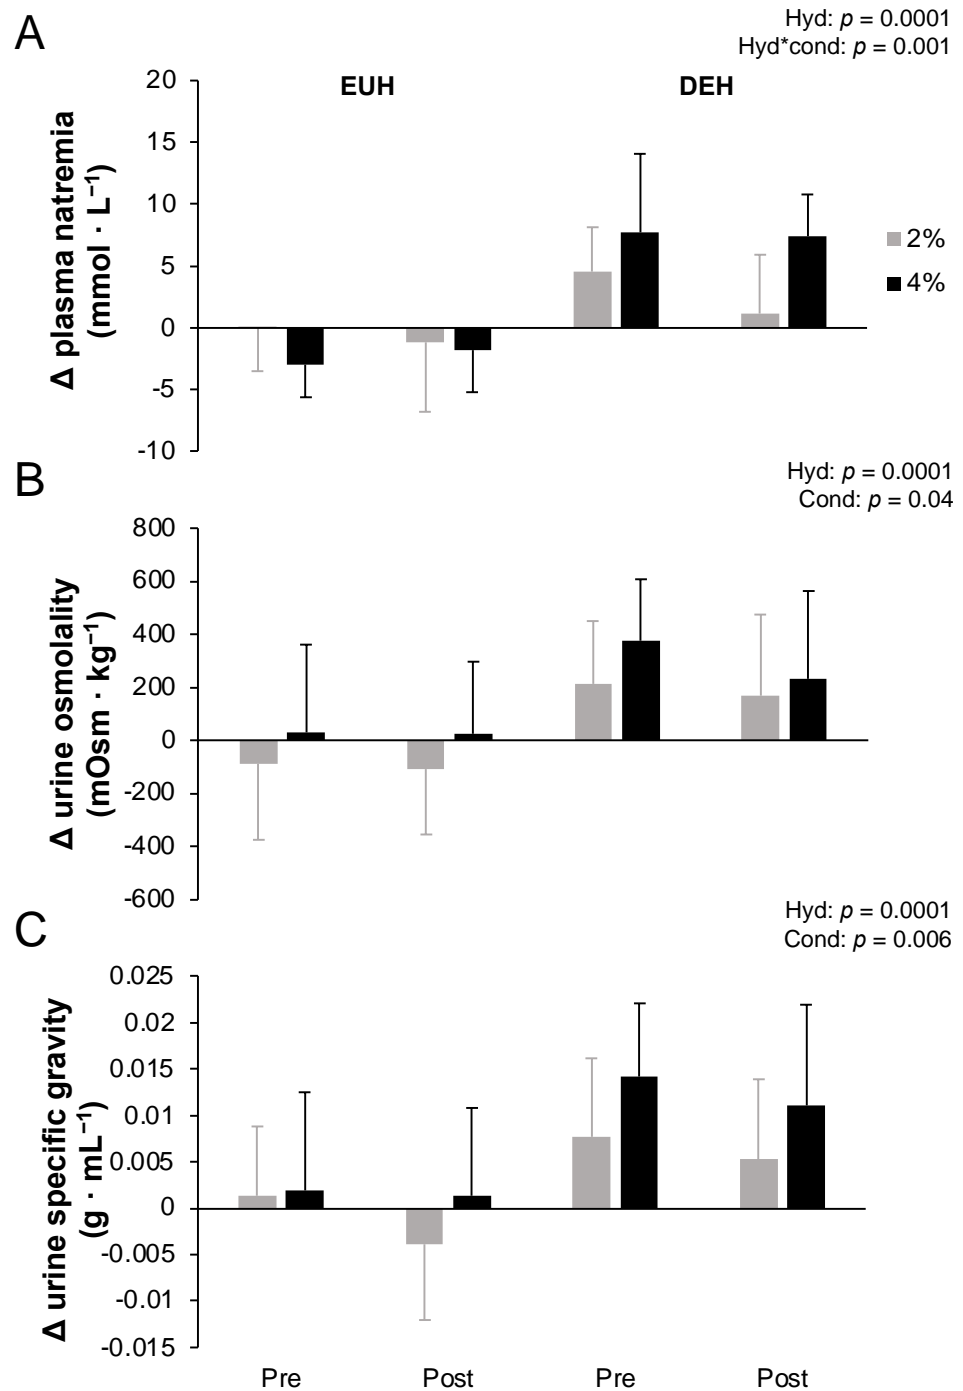 A
Hyd: p = 0.0001
Hyd*cond: p = 0.001
EUH
DEH
Δ plasma natremia
(mmol · L⁻¹)
20
15
10
5
0
-5
-10
2%
4%
B
Hyd: p = 0.0001
Cond: p = 0.04
Δ urine osmolality
(mOsm · kg⁻¹)
800
600
400
200
0
-200
-400
-600
C
Hyd: p = 0.0001
Cond: p = 0.006
Δ urine specific gravity
(g · mL⁻¹)
0.025
0.02
0.015
0.01
0.005
0
-0.005
-0.01
-0.015
Pre
Post
Pre
Post